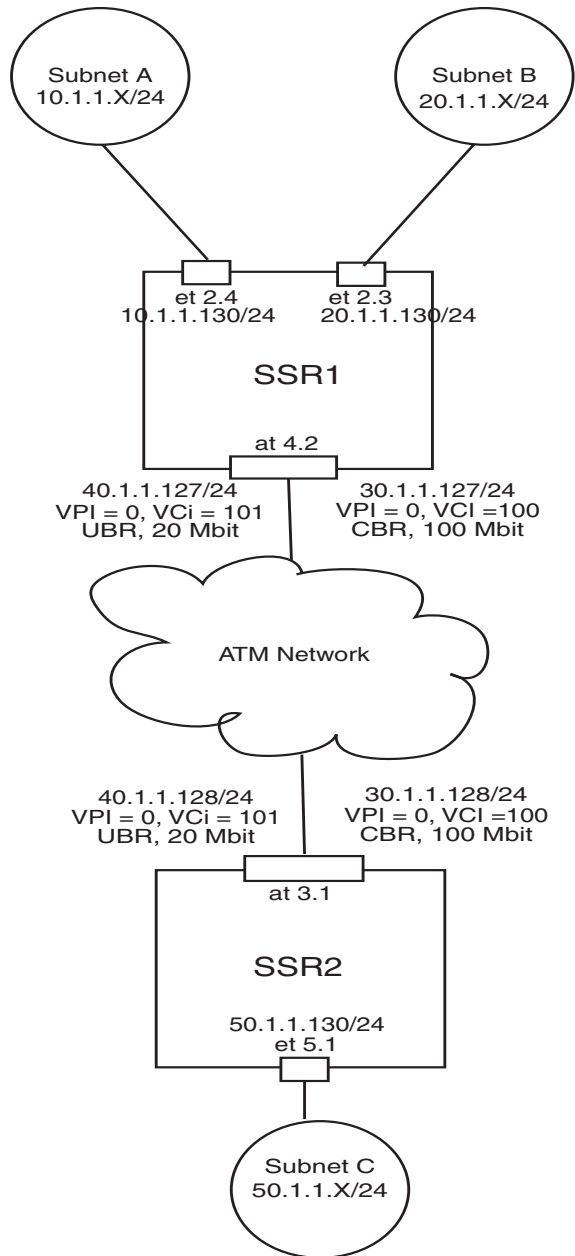 Subnet A
10.1.1.X/24
Subnet B
20.1.1.X/24
et 2.4
10.1.1.130/24
et 2.3
20.1.1.130/24
SSR1
at 4.2
40.1.1.127/24
VPI = 0, VCi = 101
UBR, 20 Mbit
30.1.1.127/24
VPI = 0, VCI =100
CBR, 100 Mbit
ATM Network
40.1.1.128/24
VPI = 0, VCi = 101
UBR, 20 Mbit
30.1.1.128/24
VPI = 0, VCI =100
CBR, 100 Mbit
at 3.1
SSR2
50.1.1.130/24
et 5.1
Subnet C
50.1.1.X/24